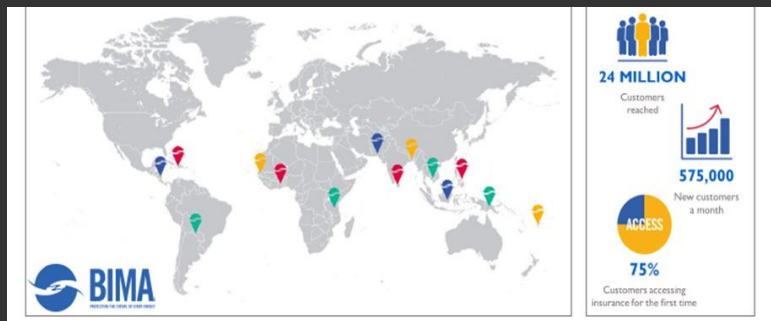 BIMA
24 MILLION
Customers
reached
575,000
New customers
a month
ACCESS
75%
Customers accessing
insurance for the first time